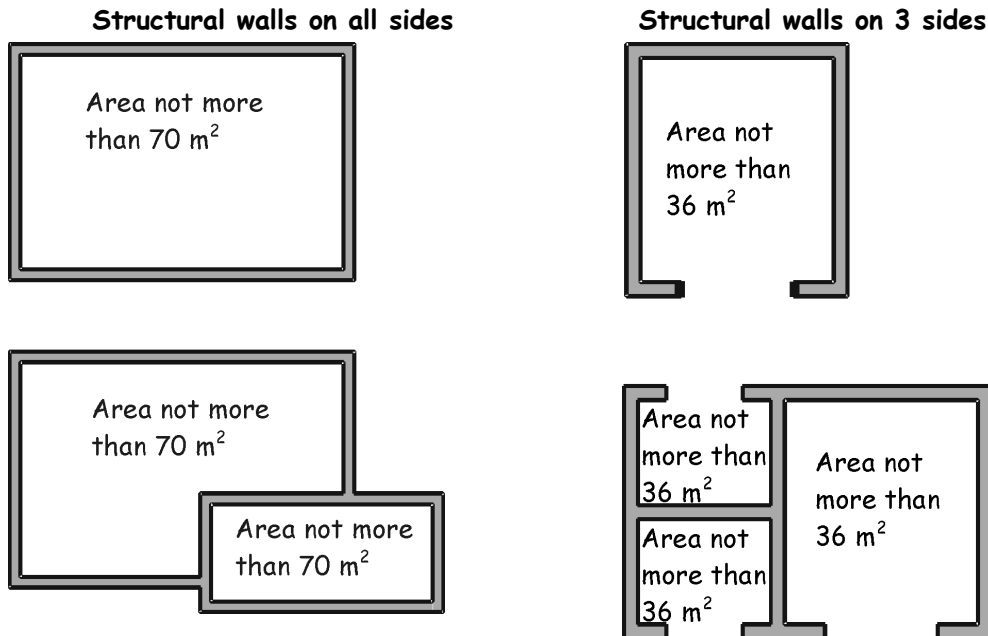 Structural walls on all sides
Area not more
than 70 m²
Area not more
than 70 m²
Area not more
than 70 m²
Structural walls on 3 sides
Area not
more than
36 m²
Area not
more than
36 m²
Area not
more than
36 m²
Area not
more than
36 m²